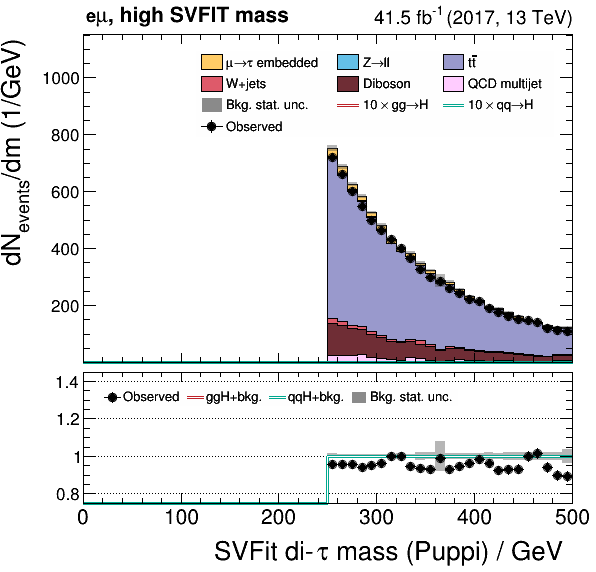 eμ, high SVFIT mass 41.5 fb⁻¹ (2017, 13 TeV)
dN_events/dm (1/GeV)
1000
800
600
400
200
μ→τ embedded Z→ll tt̄
W+jets Diboson QCD multijet
Bkg. stat. unc. 10 × gg→H 10 × qq→H
Observed
1.4
1.2
1
0.8
Observed ggH+bkg. qqH+bkg. Bkg. stat. unc.
0 100 200 300 400 500
SVFit di-τ mass (Puppi) / GeV